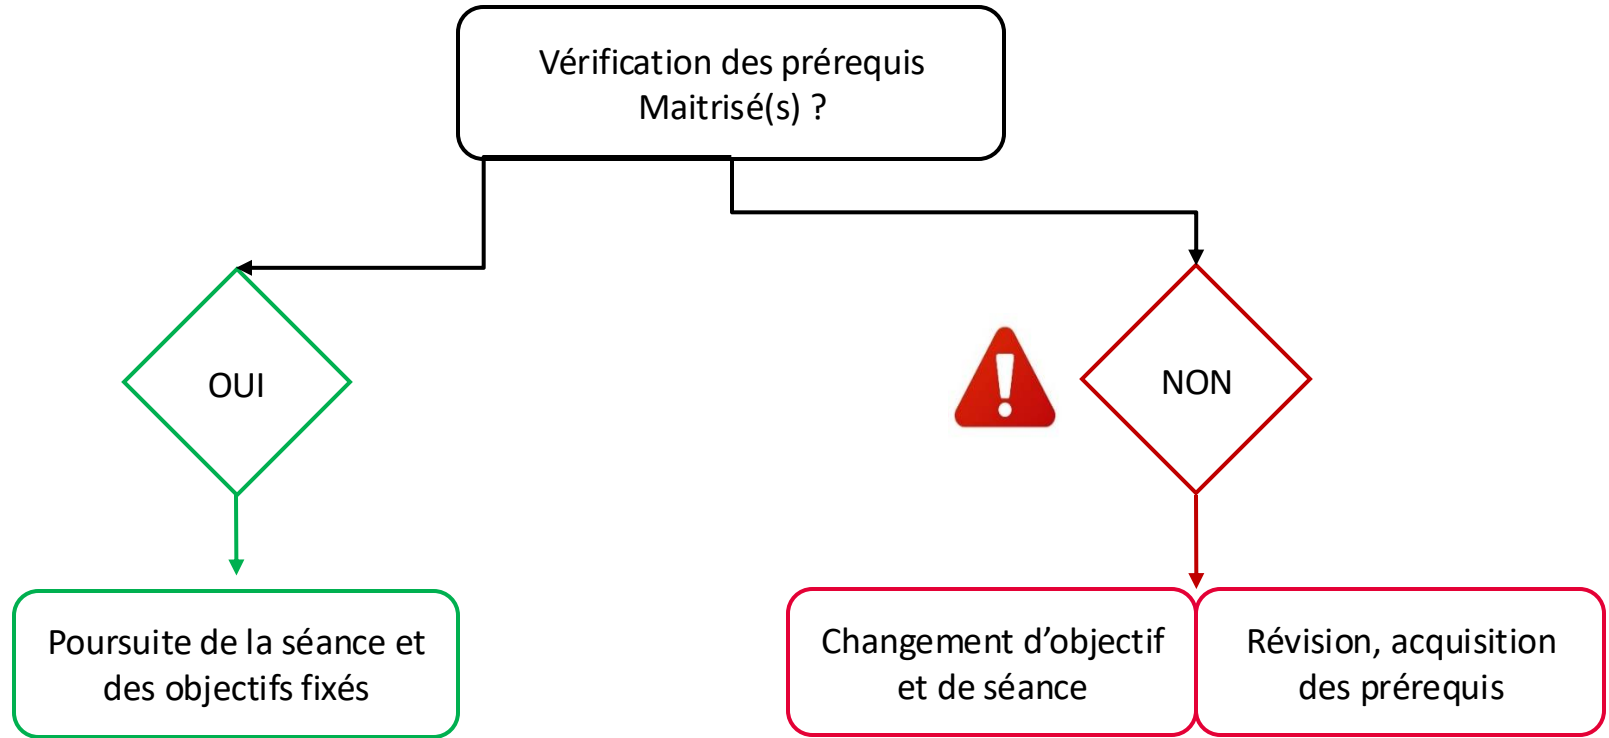 Vérification des prérequis
Maitrisé(s) ?
OUI
NON
Poursuite de la séance et
des objectifs fixés
Changement d’objectif
et de séance
Révision, acquisition
des prérequis